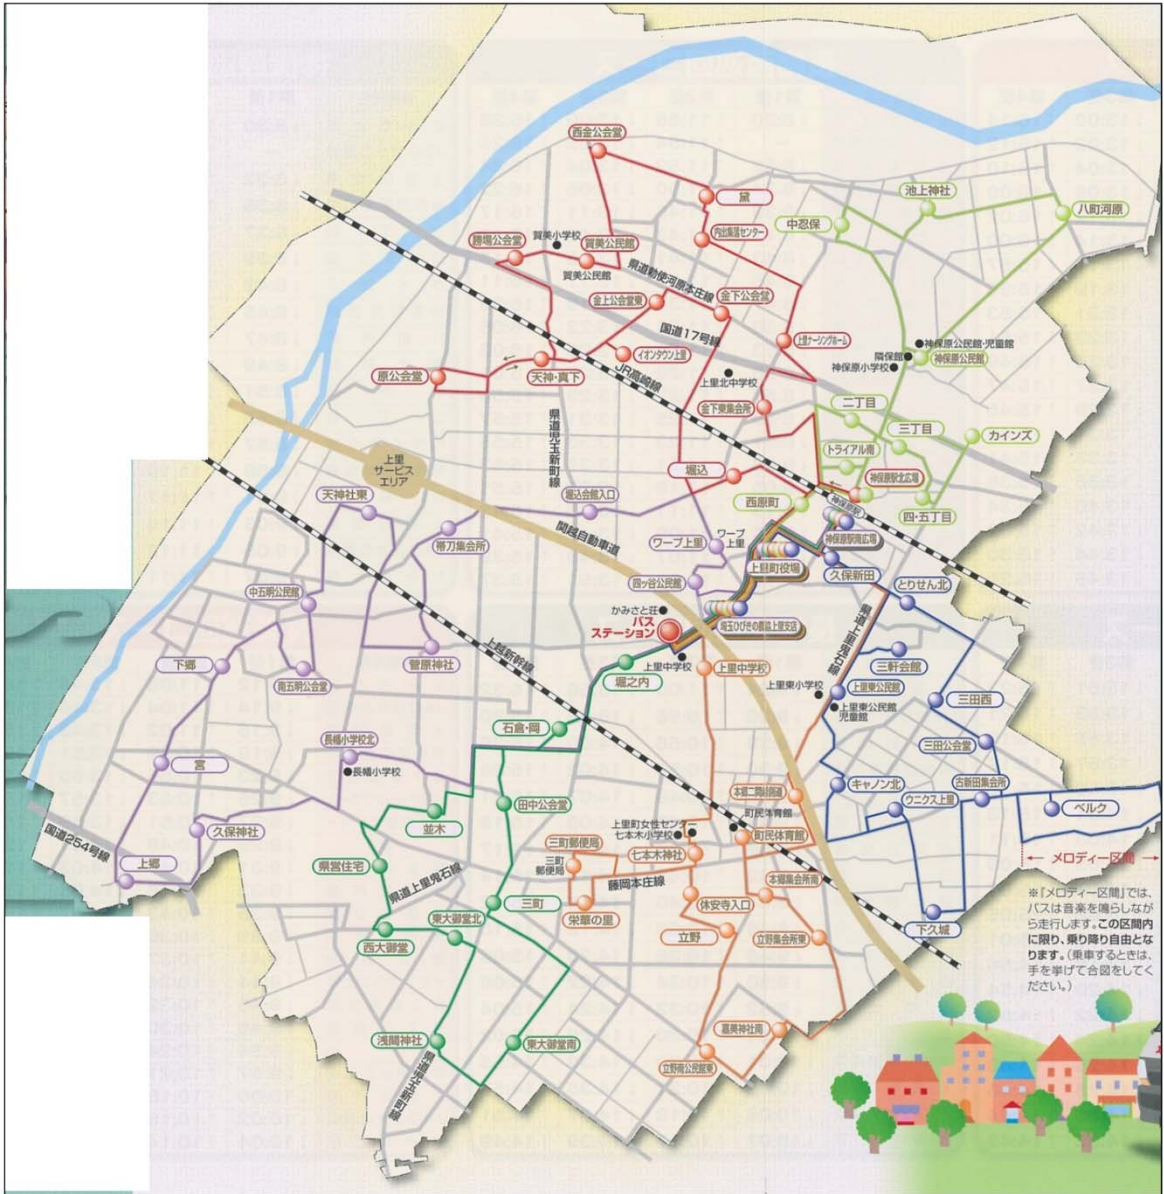 西金公会堂
黛
池上神社
八町河原
中忍保
内出集落センター
勝場公会堂
賀美小学校
賀美公民館
賀美公民館
県道勅使河原本庄線
金上公会堂東
金下公会堂
国道17号線
上里ナーシングホーム
神保原公民館・児童館
隣保館
神保原公民館
神保原小学校
イオンタウン上里
JR高崎線
天神・真下
原公会堂
上里北中学校
金下東集会所
二丁目
三丁目
カインズ
トライアル南
県道児玉新町線
上里
サービス
エリア
堀込
神保原駅北広場
西原町
四・五丁目
神保原駅
天神社東
堀込会館入口
帯刀集会所
関越自動車道
ワープ上里
ワープ
上里
神保原駅南広場
上里町役場
久保新田
とりせん北
四ッ谷公民館
中五明公民館
かみさと荘
バス
ステーション
埼玉ひびきの農協上里支店
県道上里鬼石線
上越新幹線
菅原神社
下郷
南五明公会堂
堀之内
上里中学校
上里中学校
三軒会館
上里東小学校
上里東公民館
上里東公民館
児童館
三田西
石倉・岡
三田公会堂
長幡小学校北
長幡小学校
宮
キャノン北
古新田集会所
ウニクス上里
ベルク
田中公会堂
並木
町民体育館
上里町女性センター
七本木小学校
町民体育館
国道254号線
久保神社
三町郵便局
三町
郵便局
七本木神社
メロディー区間
上郷
県営住宅
県道上里鬼石線
藤岡本庄線
本郷集会所南
栄華の里
休安寺入口
三町
東大御堂北
下久城
西大御堂
立野
立野集会所東
※「メロディー区間」では、
バスは音楽を鳴らしなが
ら走行します。この区間内
に限り、乗り降り自由とな
ります。(乗車するときは、
手を挙げて合図をしてく
ださい。)
浅間神社
東大御堂南
嘉美神社南
立野南公民館東
県道児玉新町線